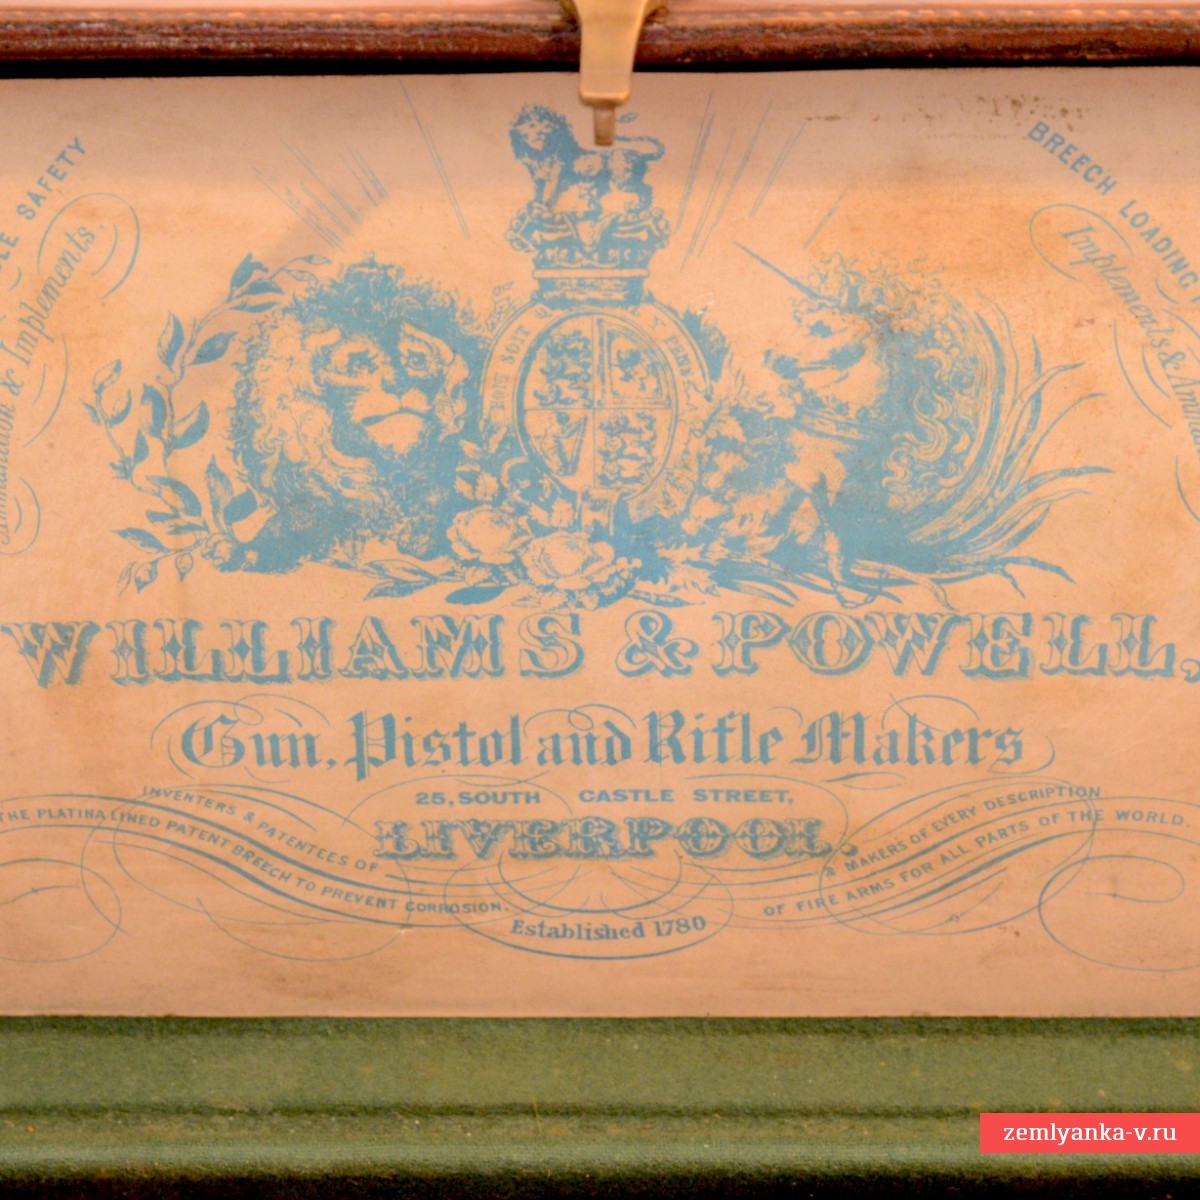 SAFETY
& Implements.
BREECH LOADING
Implements &
WILLIAMS & POWELL,
Gun, Pistol and Rifle Makers
25, SOUTH CASTLE STREET,
LIVERPOOL.
INVENTERS & PATENTEES OF
THE PLATINA LINED PATENT BREECH TO PREVENT CORROSION.
& MAKERS OF EVERY DESCRIPTION
OF FIRE ARMS FOR ALL PARTS OF THE WORLD.
Established 1780
zemlyanka-v.ru